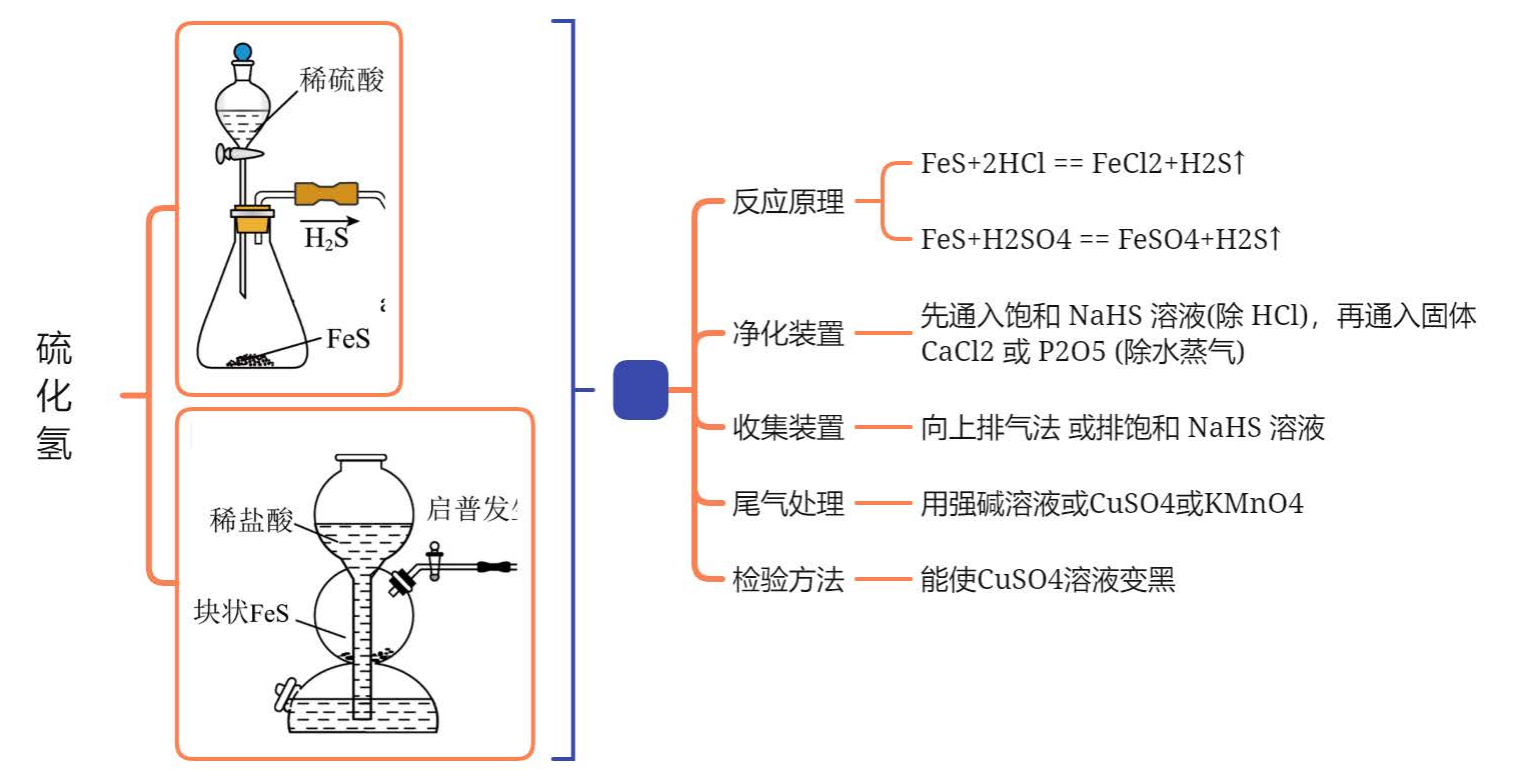 硫
化
氢
稀硫酸
H₂S
FeS
稀盐酸
启普发
块状FeS
反应原理
FeS+2HCl == FeCl2+H2S↑
FeS+H2SO4 == FeSO4+H2S↑
净化装置
先通入饱和 NaHS 溶液(除 HCl)，再通入固体
CaCl2 或 P2O5 (除水蒸气)
收集装置
向上排气法 或排饱和 NaHS 溶液
尾气处理
用强碱溶液或CuSO4或KMnO4
检验方法
能使CuSO4溶液变黑